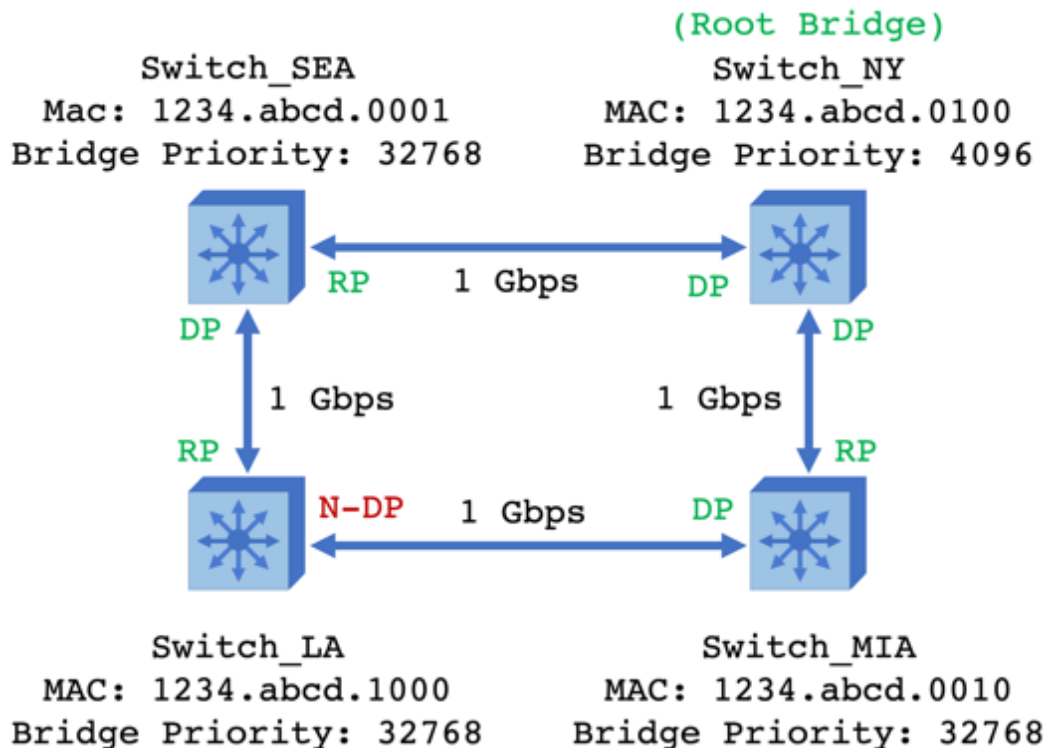 (Root Bridge)
Switch_SEA
Mac: 1234.abcd.0001
Bridge Priority: 32768
Switch_NY
MAC: 1234.abcd.0100
Bridge Priority: 4096
RP
1 Gbps
DP
DP
DP
1 Gbps
1 Gbps
RP
RP
N-DP
1 Gbps
DP
Switch_LA
MAC: 1234.abcd.1000
Bridge Priority: 32768
Switch_MIA
MAC: 1234.abcd.0010
Bridge Priority: 32768